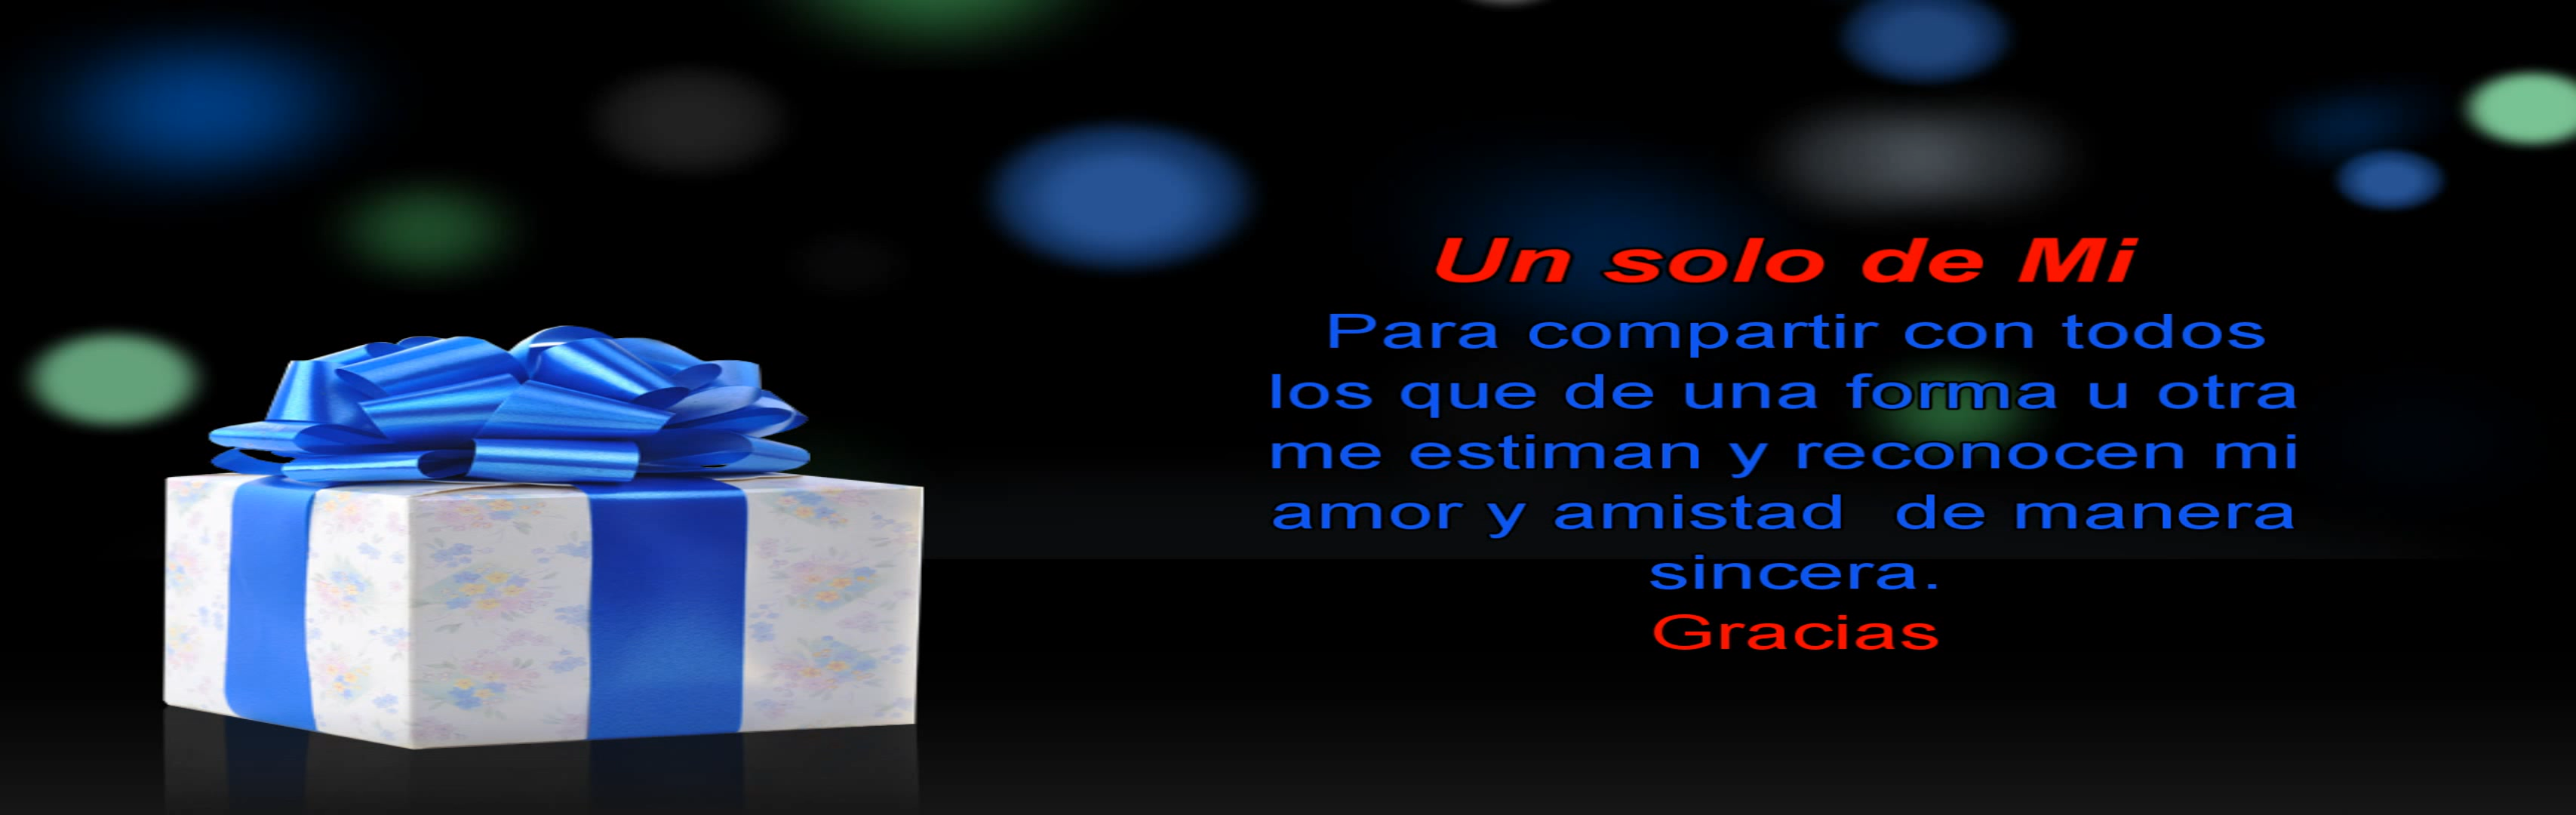 Un solo de Mi
Para compartir con todos
los que de una forma u otra
me estiman y reconocen mi
amor y amistad  de manera
sincera.
Gracias